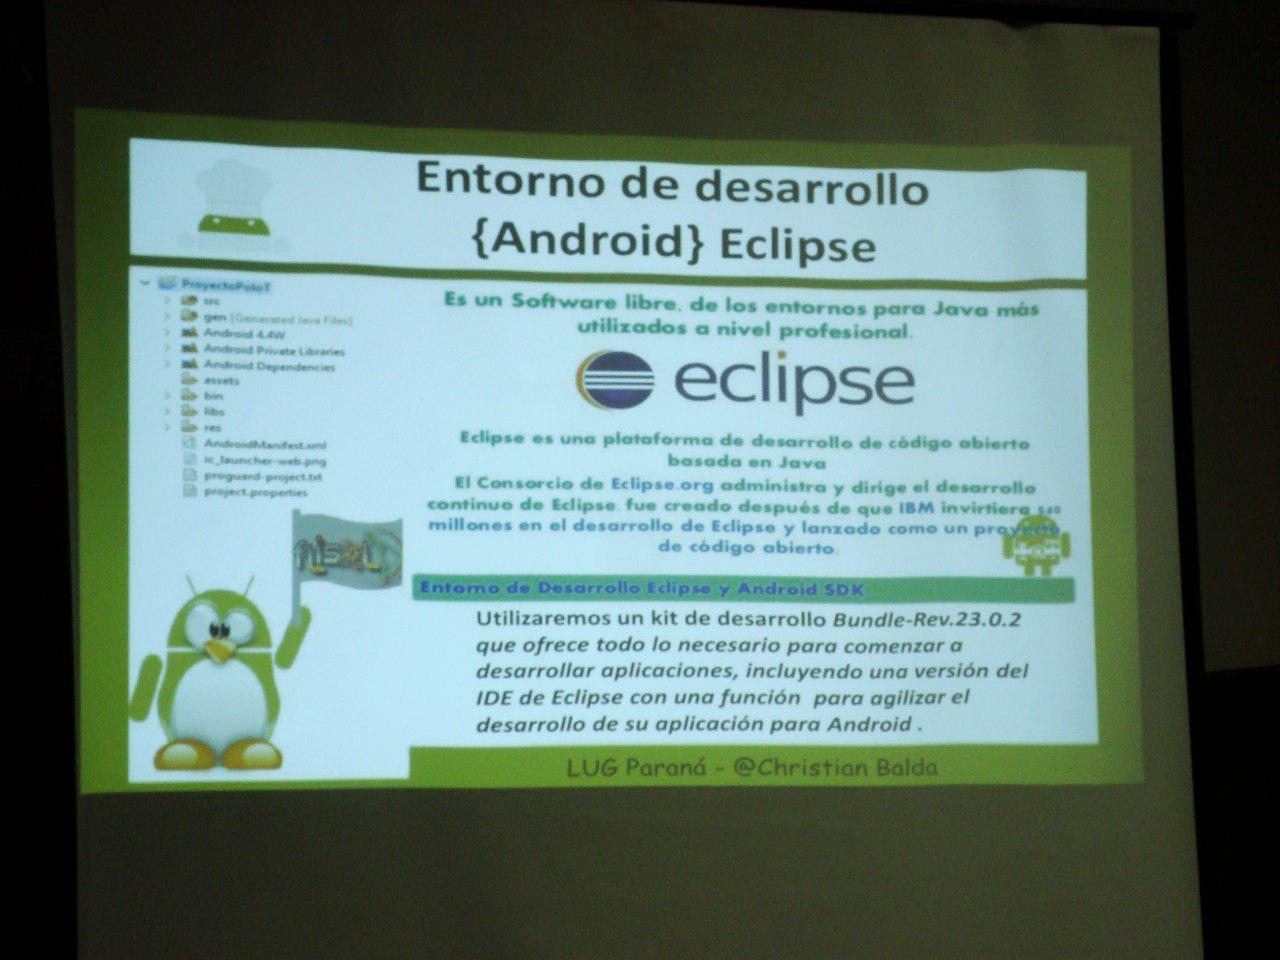 Entorno de desarrollo
{Android} Eclipse
ProyectoPoloT
src
gen [Generated Java Files]
Android 4.4W
Android Private Libraries
Android Dependencies
assets
bin
libs
res
AndroidManifest.xml
ic_launcher-web.png
proguard-project.txt
project.properties
Es un Software libre, de los entornos para Java más
utilizados a nivel profesional.
eclipse
Eclipse es una plataforma de desarrollo de código abierto
basada en Java
El Consorcio de Eclipse.org administra y dirige el desarrollo
continuo de Eclipse, fue creado después de que IBM invirtiera $40
millones en el desarrollo de Eclipse y lanzado como un proyecto
de código abierto.
flisol
Entorno de Desarrollo Eclipse y Android SDK
Utilizaremos un kit de desarrollo Bundle-Rev.23.0.2
que ofrece todo lo necesario para comenzar a
desarrollar aplicaciones, incluyendo una versión del
IDE de Eclipse con una función para agilizar el
desarrollo de su aplicación para Android .
LUG Paraná - @Christian Balda